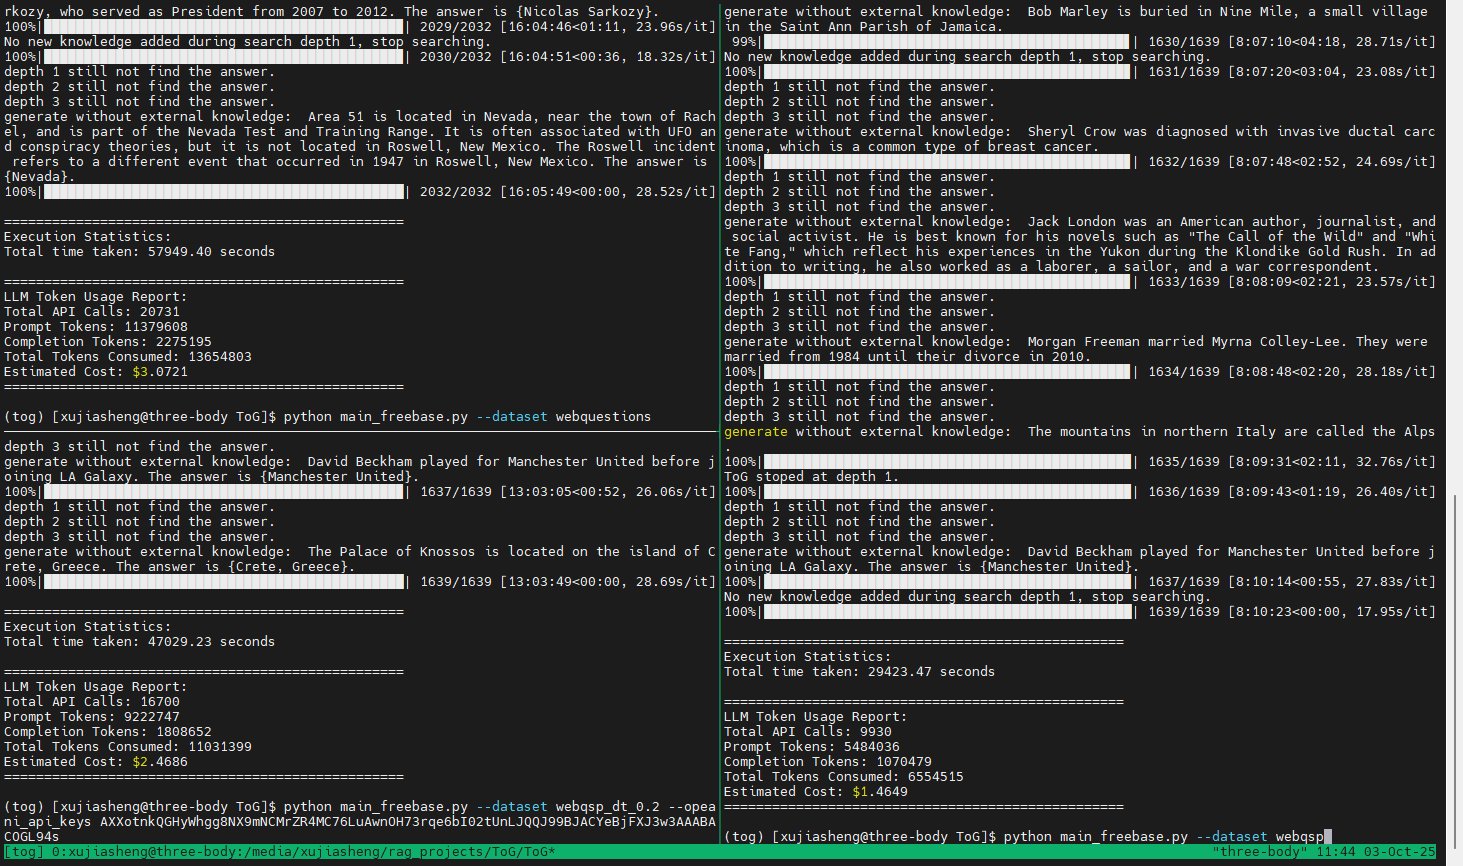 rkozy, who served as President from 2007 to 2012. The answer is {Nicolas Sarkozy}.
100%| | 2029/2032 [16:04:46<01:11, 23.96s/it]
No new knowledge added during search depth 1, stop searching.
100%| | 2030/2032 [16:04:51<00:36, 18.32s/it]
depth 1 still not find the answer.
depth 2 still not find the answer.
depth 3 still not find the answer.
generate without external knowledge:  Area 51 is located in Nevada, near the town of Rach
el, and is part of the Nevada Test and Training Range. It is often associated with UFO an
d conspiracy theories, but it is not located in Roswell, New Mexico. The Roswell incident
 refers to a different event that occurred in 1947 in Roswell, New Mexico. The answer is
{Nevada}.
100%| | 2032/2032 [16:05:49<00:00, 28.52s/it]
==================================================
Execution Statistics:
Total time taken: 57949.40 seconds
==================================================
LLM Token Usage Report:
Total API Calls: 20731
Prompt Tokens: 11379608
Completion Tokens: 2275195
Total Tokens Consumed: 13654803
Estimated Cost: $3.0721
==================================================
(tog) [xujiasheng@three-body ToG]$ python main_freebase.py --dataset webquestions
depth 3 still not find the answer.
generate without external knowledge:  David Beckham played for Manchester United before j
oining LA Galaxy. The answer is {Manchester United}.
100%| | 1637/1639 [13:03:05<00:52, 26.06s/it]
depth 1 still not find the answer.
depth 2 still not find the answer.
depth 3 still not find the answer.
generate without external knowledge:  The Palace of Knossos is located on the island of C
rete, Greece. The answer is {Crete, Greece}.
100%| | 1639/1639 [13:03:49<00:00, 28.69s/it]
==================================================
Execution Statistics:
Total time taken: 47029.23 seconds
==================================================
LLM Token Usage Report:
Total API Calls: 16700
Prompt Tokens: 9222747
Completion Tokens: 1808652
Total Tokens Consumed: 11031399
Estimated Cost: $2.4686
==================================================
(tog) [xujiasheng@three-body ToG]$ python main_freebase.py --dataset webqsp_dt_0.2 --opea
ni_api_keys AXXotnkQGHyWhgg8NX9mNCMrZR4MC76LuAwnOH73rqe6bI02tUnLJQQJ99BJACYeBjFXJ3w3AAABA
COGL94s
generate without external knowledge:  Bob Marley is buried in Nine Mile, a small village
in the Saint Ann Parish of Jamaica.
 99%| | 1630/1639 [8:07:10<04:18, 28.71s/it]
No new knowledge added during search depth 1, stop searching.
100%| | 1631/1639 [8:07:20<03:04, 23.08s/it]
depth 1 still not find the answer.
depth 2 still not find the answer.
depth 3 still not find the answer.
generate without external knowledge:  Sheryl Crow was diagnosed with invasive ductal carc
inoma, which is a common type of breast cancer.
100%| | 1632/1639 [8:07:48<02:52, 24.69s/it]
depth 1 still not find the answer.
depth 2 still not find the answer.
depth 3 still not find the answer.
generate without external knowledge:  Jack London was an American author, journalist, and
 social activist. He is best known for his novels such as "The Call of the Wild" and "Whi
te Fang," which reflect his experiences in the Yukon during the Klondike Gold Rush. In ad
dition to writing, he also worked as a laborer, a sailor, and a war correspondent.
100%| | 1633/1639 [8:08:09<02:21, 23.57s/it]
depth 1 still not find the answer.
depth 2 still not find the answer.
depth 3 still not find the answer.
generate without external knowledge:  Morgan Freeman married Myrna Colley-Lee. They were
married from 1984 until their divorce in 2010.
100%| | 1634/1639 [8:08:48<02:20, 28.18s/it]
depth 1 still not find the answer.
depth 2 still not find the answer.
depth 3 still not find the answer.
generate without external knowledge:  The mountains in northern Italy are called the Alps
.
100%| | 1635/1639 [8:09:31<02:11, 32.76s/it]
ToG stoped at depth 1.
100%| | 1636/1639 [8:09:43<01:19, 26.40s/it]
depth 1 still not find the answer.
depth 2 still not find the answer.
depth 3 still not find the answer.
generate without external knowledge:  David Beckham played for Manchester United before j
oining LA Galaxy. The answer is {Manchester United}.
100%| | 1637/1639 [8:10:14<00:55, 27.83s/it]
No new knowledge added during search depth 1, stop searching.
100%| | 1639/1639 [8:10:23<00:00, 17.95s/it]
==================================================
Execution Statistics:
Total time taken: 29423.47 seconds
==================================================
LLM Token Usage Report:
Total API Calls: 9930
Prompt Tokens: 5484036
Completion Tokens: 1070479
Total Tokens Consumed: 6554515
Estimated Cost: $1.4649
==================================================
(tog) [xujiasheng@three-body ToG]$ python main_freebase.py --dataset webqsp
[tog] 0:xujiasheng@three-body:/media/xujiasheng/rag_projects/ToG/ToG* "three-body" 11:44 03-Oct-25